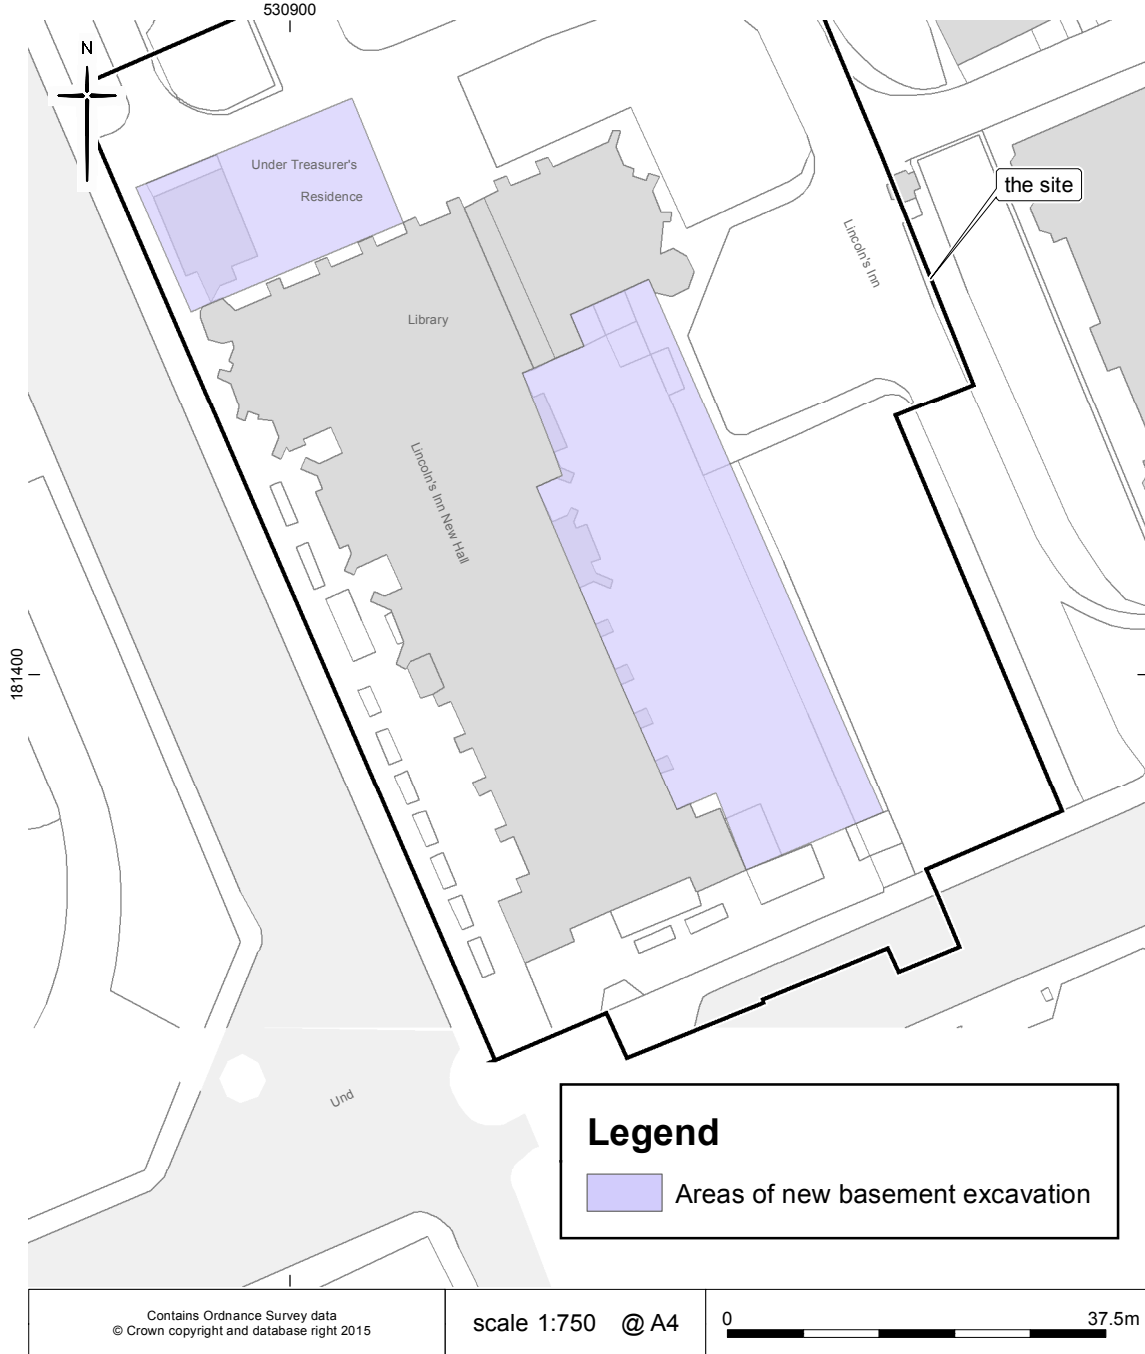 530900
N
Under Treasurer's
Residence
the site
Lincoln's Inn
Library
Lincoln's Inn New Hall
181400
Und
Legend
Areas of new basement excavation
Contains Ordnance Survey data
© Crown copyright and database right 2015
scale 1:750 @ A4
0 37.5m